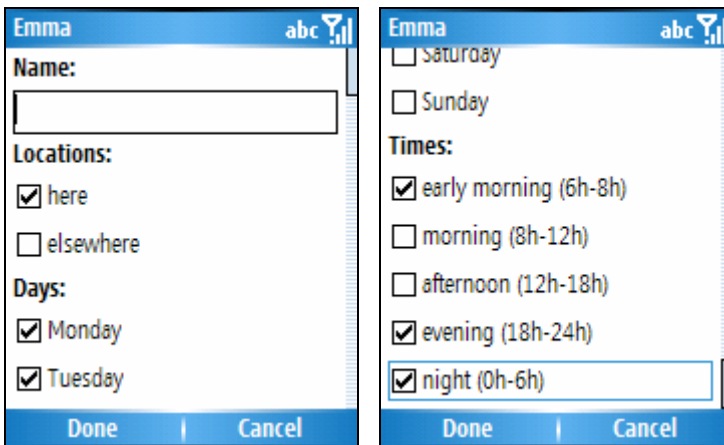 Emma abc
Name:
Locations:
here
elsewhere
Days:
Monday
Tuesday
Done Cancel
Emma abc
Saturday
Sunday
Times:
early morning (6h-8h)
morning (8h-12h)
afternoon (12h-18h)
evening (18h-24h)
night (0h-6h)
Done Cancel